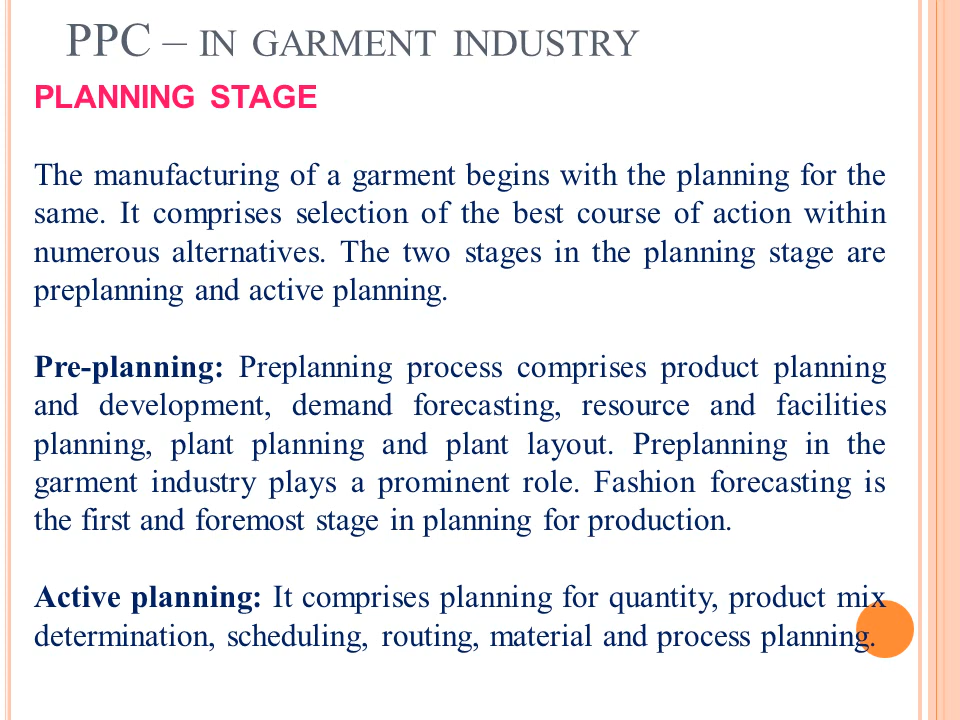 PPC – IN GARMENT INDUSTRY
PLANNING STAGE
The manufacturing of a garment begins with the planning for the
same. It comprises selection of the best course of action within
numerous alternatives. The two stages in the planning stage are
preplanning and active planning.
Pre-planning: Preplanning process comprises product planning
and development, demand forecasting, resource and facilities
planning, plant planning and plant layout. Preplanning in the
garment industry plays a prominent role. Fashion forecasting is
the first and foremost stage in planning for production.
Active planning: It comprises planning for quantity, product mix
determination, scheduling, routing, material and process planning.